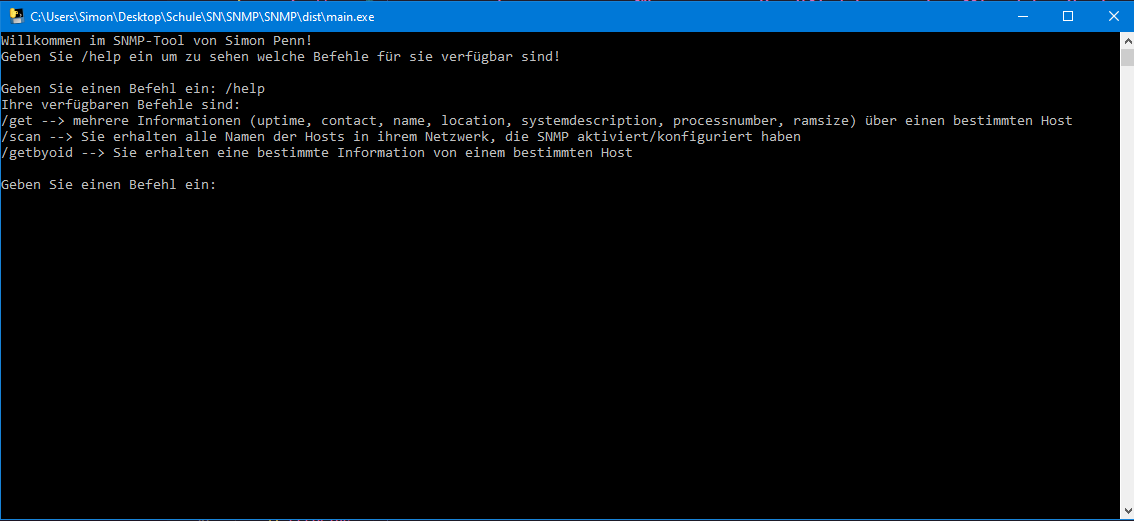 C:\Users\Simon\Desktop\Schule\SN\SNMP\SNMP\dist\main.exe
Willkommen im SNMP-Tool von Simon Penn!
Geben Sie /help ein um zu sehen welche Befehle für sie verfügbar sind!
Geben Sie einen Befehl ein: /help
Ihre verfügbaren Befehle sind:
/get --> mehrere Informationen (uptime, contact, name, location, systemdescription, processnumber, ramsize) über einen bestimmten Host
/scan --> Sie erhalten alle Namen der Hosts in ihrem Netzwerk, die SNMP aktiviert/konfiguriert haben
/getbyoid --> Sie erhalten eine bestimmte Information von einem bestimmten Host
Geben Sie einen Befehl ein: